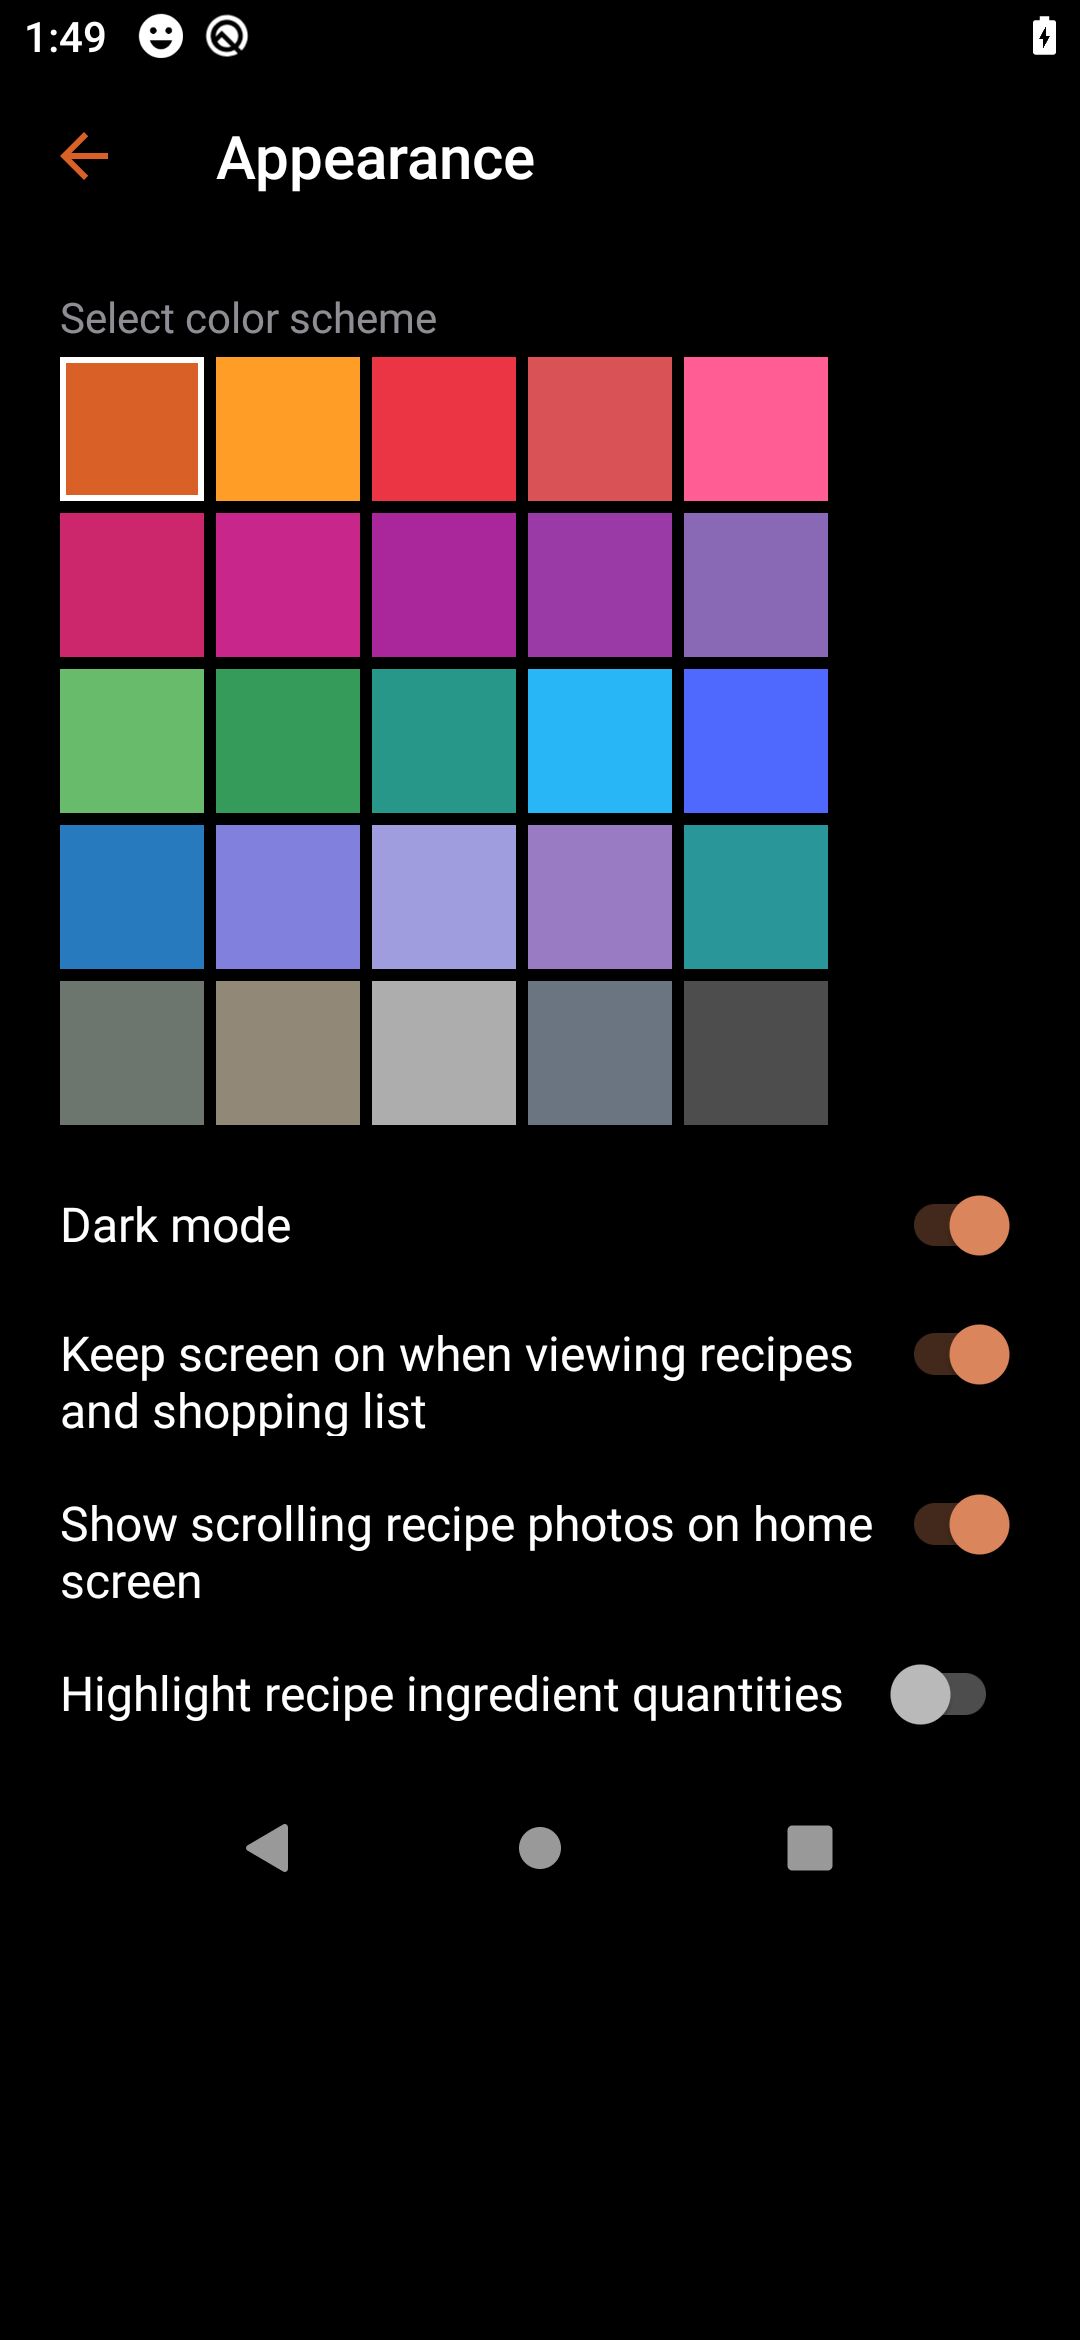 1:49
Appearance
Select color scheme
Dark mode
Keep screen on when viewing recipes
and shopping list
Show scrolling recipe photos on home
screen
Highlight recipe ingredient quantities